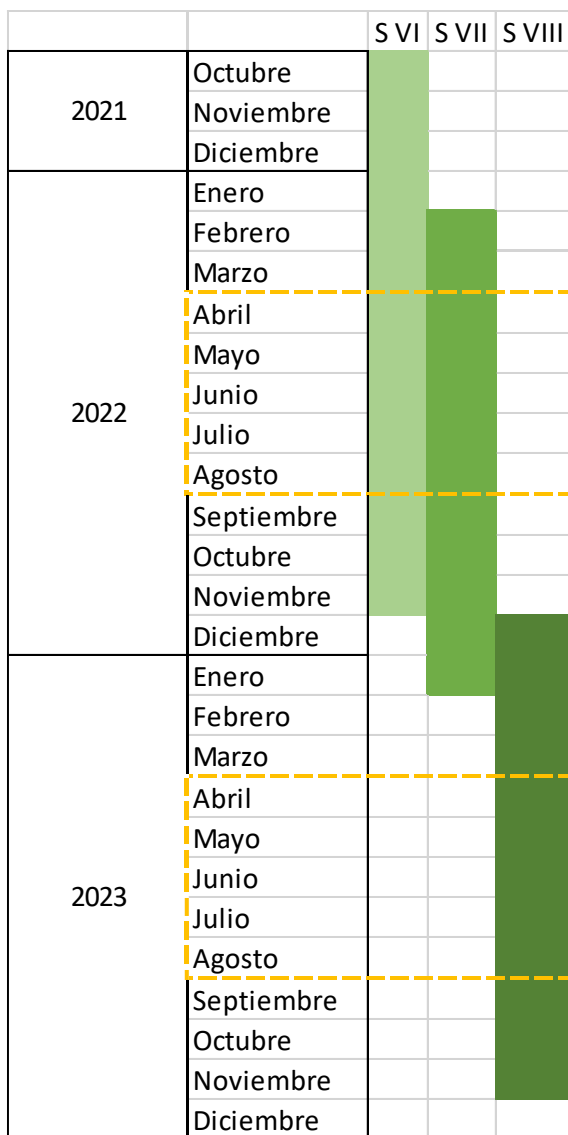 S VI S VII S VIII
Octubre
2021 Noviembre
Diciembre
Enero
Febrero
Marzo
Abril
Mayo
Junio
2022
Julio
Agosto
Septiembre
Octubre
Noviembre
Diciembre
Enero
Febrero
Marzo
Abril
Mayo
Junio
2023
Julio
Agosto
Septiembre
Octubre
Noviembre
Diciembre